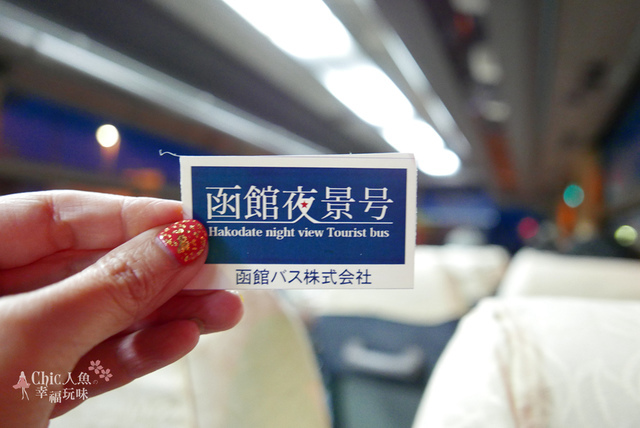 函館夜景号
Hakodate night view Tourist bus
函館バス株式会社
Chic人魚
幸福玩味